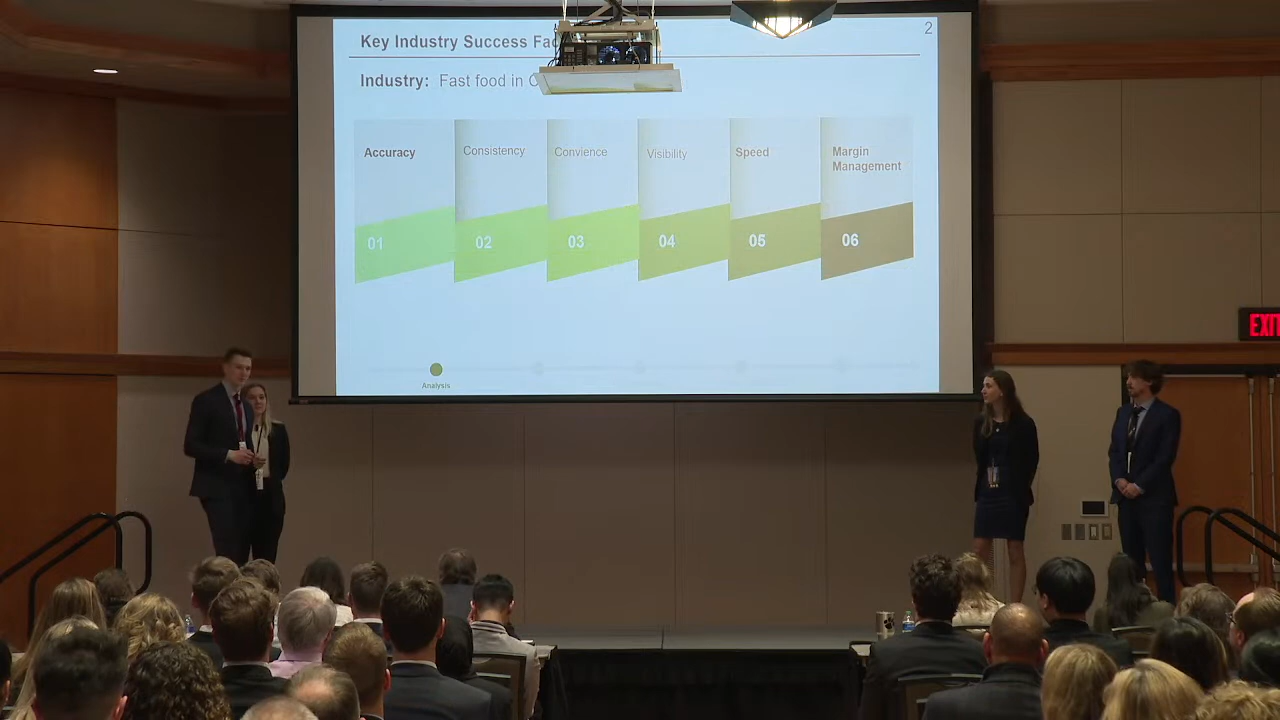 2
Key Industry Success Fac
Industry: Fast food in C
Accuracy
Consistency
Convience
Visibility
Speed
Margin
Management
01
02
03
04
05
06
Analysis
EXIT